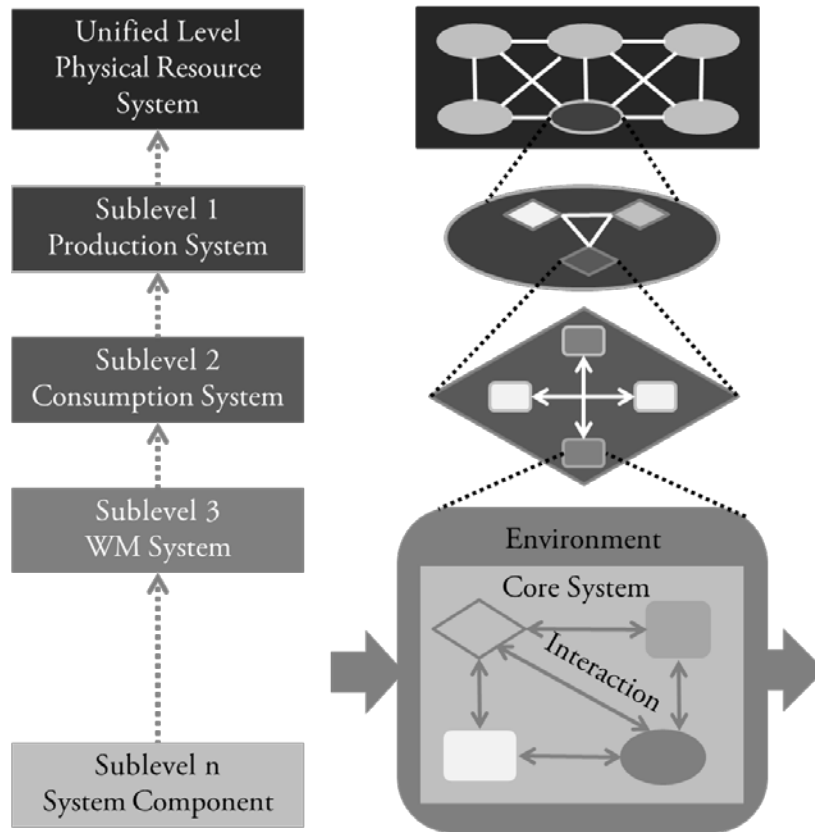 Unified Level
Physical Resource
System
Sublevel 1
Production System
Sublevel 2
Consumption System
Sublevel 3
WM System
Sublevel n
System Component
Environment
Core System
Interaction